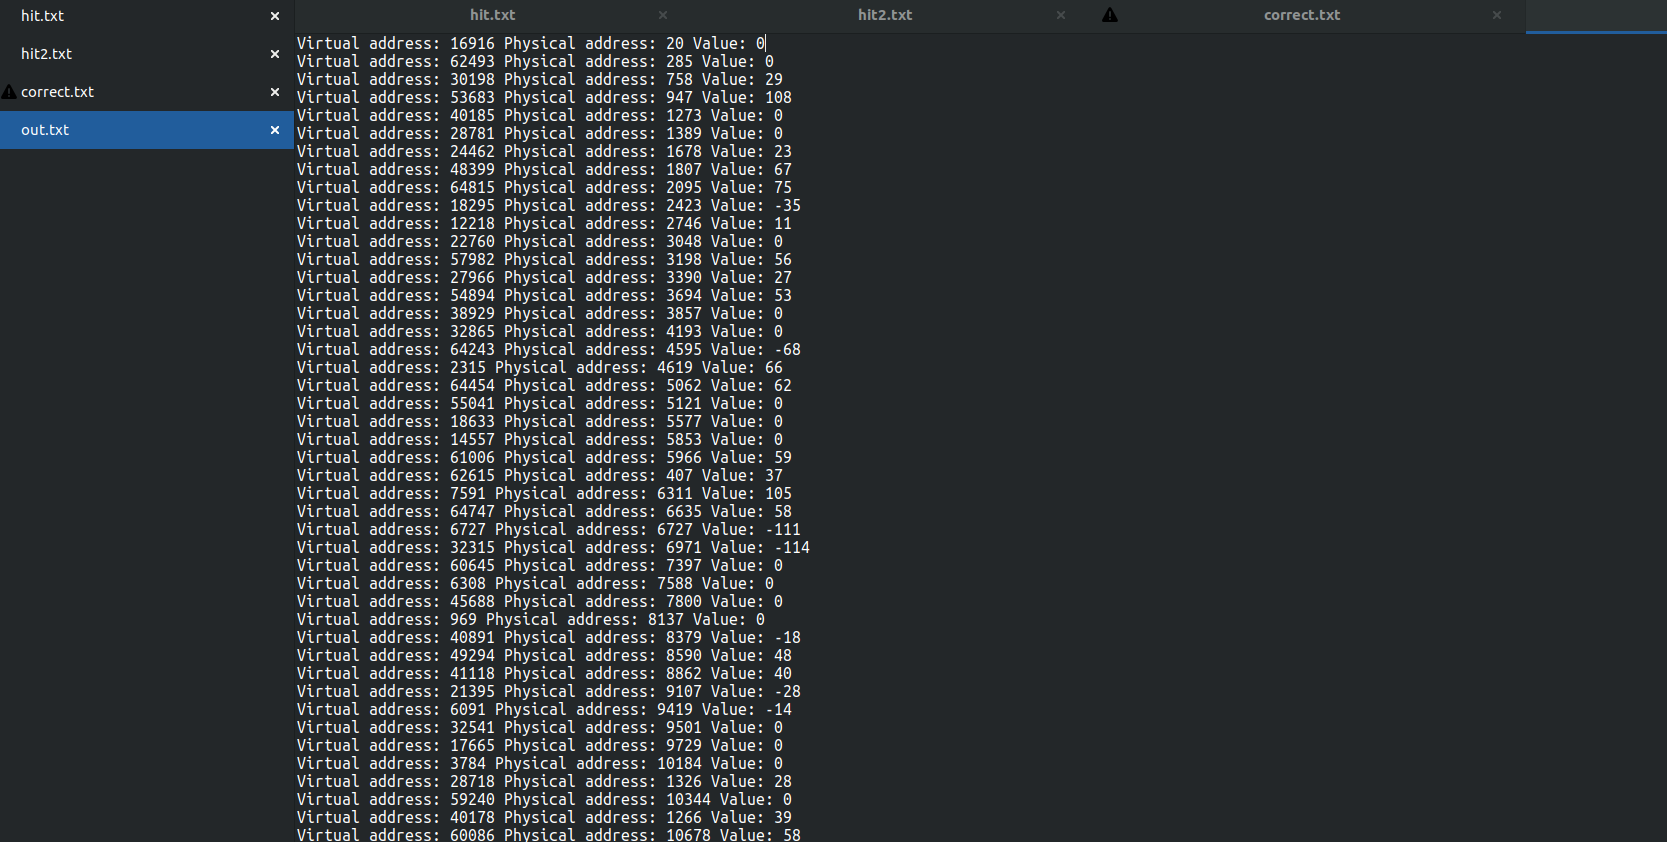 hit.txt
hit2.txt
correct.txt
out.txt
hit.txt
hit2.txt
correct.txt
Virtual address: 16916 Physical address: 20 Value: 0
Virtual address: 62493 Physical address: 285 Value: 0
Virtual address: 30198 Physical address: 758 Value: 29
Virtual address: 53683 Physical address: 947 Value: 108
Virtual address: 40185 Physical address: 1273 Value: 0
Virtual address: 28781 Physical address: 1389 Value: 0
Virtual address: 24462 Physical address: 1678 Value: 23
Virtual address: 48399 Physical address: 1807 Value: 67
Virtual address: 64815 Physical address: 2095 Value: 75
Virtual address: 18295 Physical address: 2423 Value: -35
Virtual address: 12218 Physical address: 2746 Value: 11
Virtual address: 22760 Physical address: 3048 Value: 0
Virtual address: 57982 Physical address: 3198 Value: 56
Virtual address: 27966 Physical address: 3390 Value: 27
Virtual address: 54894 Physical address: 3694 Value: 53
Virtual address: 38929 Physical address: 3857 Value: 0
Virtual address: 32865 Physical address: 4193 Value: 0
Virtual address: 64243 Physical address: 4595 Value: -68
Virtual address: 2315 Physical address: 4619 Value: 66
Virtual address: 64454 Physical address: 5062 Value: 62
Virtual address: 55041 Physical address: 5121 Value: 0
Virtual address: 18633 Physical address: 5577 Value: 0
Virtual address: 14557 Physical address: 5853 Value: 0
Virtual address: 61006 Physical address: 5966 Value: 59
Virtual address: 62615 Physical address: 407 Value: 37
Virtual address: 7591 Physical address: 6311 Value: 105
Virtual address: 64747 Physical address: 6635 Value: 58
Virtual address: 6727 Physical address: 6727 Value: -111
Virtual address: 32315 Physical address: 6971 Value: -114
Virtual address: 60645 Physical address: 7397 Value: 0
Virtual address: 6308 Physical address: 7588 Value: 0
Virtual address: 45688 Physical address: 7800 Value: 0
Virtual address: 969 Physical address: 8137 Value: 0
Virtual address: 40891 Physical address: 8379 Value: -18
Virtual address: 49294 Physical address: 8590 Value: 48
Virtual address: 41118 Physical address: 8862 Value: 40
Virtual address: 21395 Physical address: 9107 Value: -28
Virtual address: 6091 Physical address: 9419 Value: -14
Virtual address: 32541 Physical address: 9501 Value: 0
Virtual address: 17665 Physical address: 9729 Value: 0
Virtual address: 3784 Physical address: 10184 Value: 0
Virtual address: 28718 Physical address: 1326 Value: 28
Virtual address: 59240 Physical address: 10344 Value: 0
Virtual address: 40178 Physical address: 1266 Value: 39
Virtual address: 60086 Physical address: 10678 Value: 58